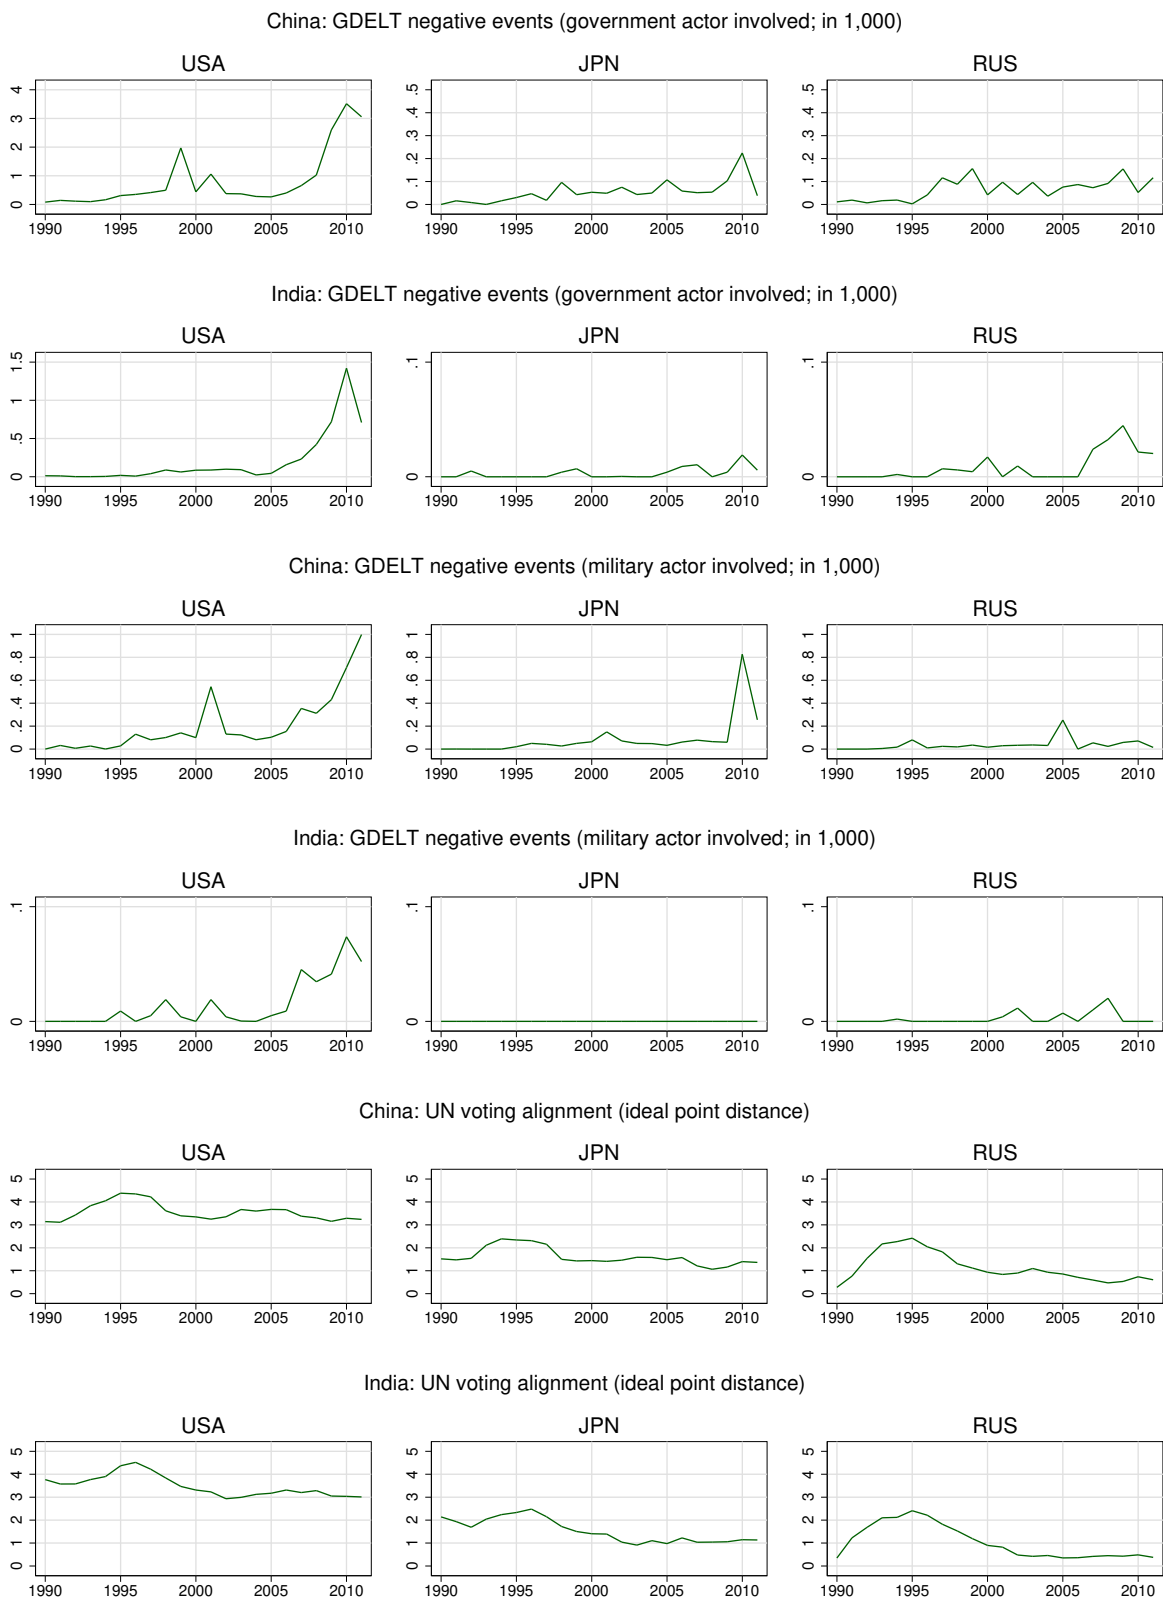 China: GDELT negative events (government actor involved; in 1,000)
USA JPN RUS
4 3 2 1 0
.5 .4 .3 .2 .1 0
.5 .4 .3 .2 .1 0
1990 1995 2000 2005 2010 1990 1995 2000 2005 2010 1990 1995 2000 2005 2010
India: GDELT negative events (government actor involved; in 1,000)
USA JPN RUS
1.5 1 .5 0
.1 0
.1 0
1990 1995 2000 2005 2010 1990 1995 2000 2005 2010 1990 1995 2000 2005 2010
China: GDELT negative events (military actor involved; in 1,000)
USA JPN RUS
1 .8 .6 .4 .2 0
1 .8 .6 .4 .2 0
1 .8 .6 .4 .2 0
1990 1995 2000 2005 2010 1990 1995 2000 2005 2010 1990 1995 2000 2005 2010
India: GDELT negative events (military actor involved; in 1,000)
USA JPN RUS
.1 0
.1 0
.1 0
1990 1995 2000 2005 2010 1990 1995 2000 2005 2010 1990 1995 2000 2005 2010
China: UN voting alignment (ideal point distance)
USA JPN RUS
5 4 3 2 1 0
5 4 3 2 1 0
5 4 3 2 1 0
1990 1995 2000 2005 2010 1990 1995 2000 2005 2010 1990 1995 2000 2005 2010
India: UN voting alignment (ideal point distance)
USA JPN RUS
5 4 3 2 1 0
5 4 3 2 1 0
5 4 3 2 1 0
1990 1995 2000 2005 2010 1990 1995 2000 2005 2010 1990 1995 2000 2005 2010